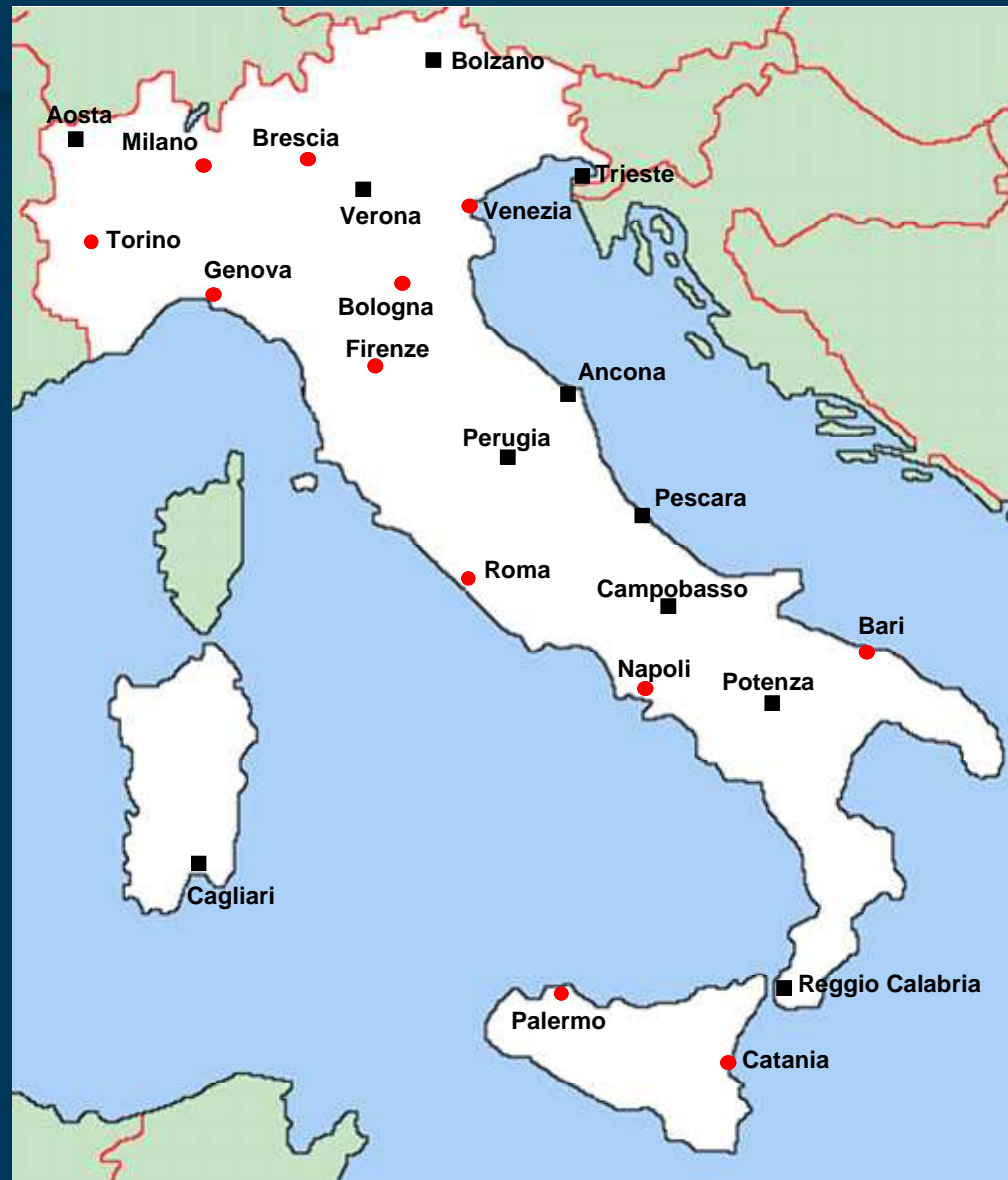 Bolzano
Aosta
Milano
Brescia
Trieste
Verona
Venezia
Torino
Genova
Bologna
Firenze
Ancona
Perugia
Pescara
Roma
Campobasso
Bari
Napoli
Potenza
Cagliari
Reggio Calabria
Palermo
Catania